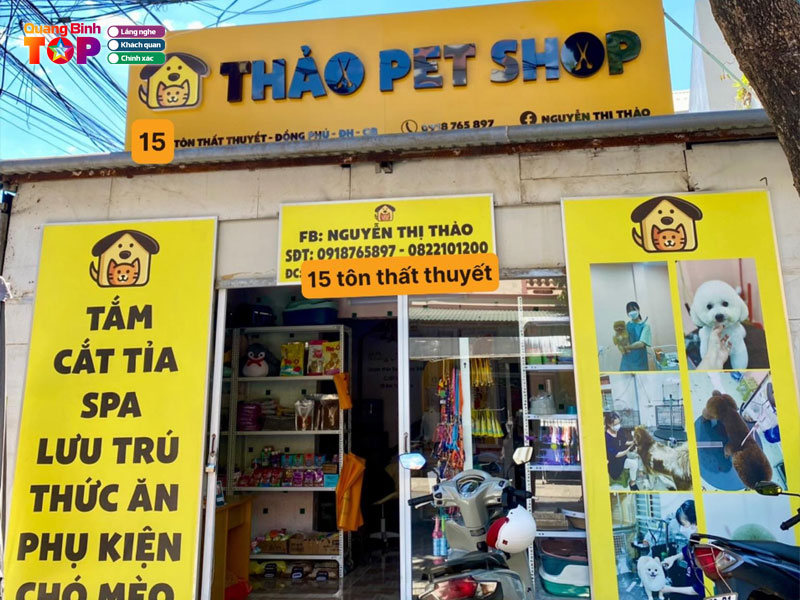 Quảng Bình
TOP
Lắng nghe
Khách quan
Chính xác
THẢO PET SHOP
15 TÔN THẤT THUYẾT - ĐỒNG PHÚ - ĐH - QB
0918 765 897
NGUYỄN THỊ THẢO
FB: NGUYỄN THỊ THẢO
SĐT: 0918765897 - 0822101200
ĐC:
15 tôn thất thuyết
TẮM
CẮT TỈA
SPA
LƯU TRÚ
THỨC ĂN
PHỤ KIỆN
CHÓ MÈO